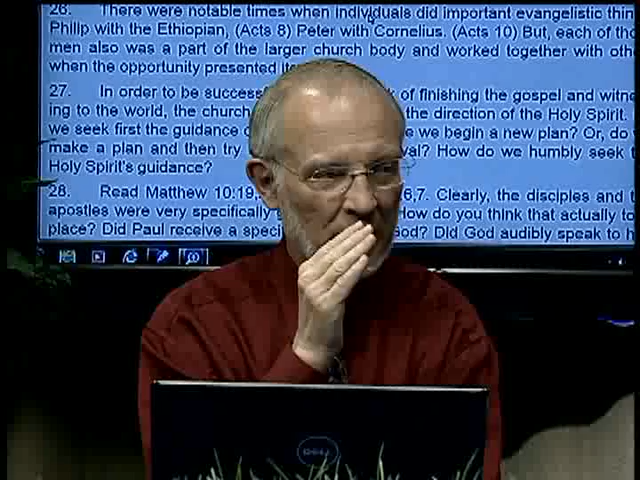 26. There were notable times when individuals did important evangelistic thin
Philip with the Ethiopian, (Acts 8) Peter with Cornelius. (Acts 10) But, each of tho
men also was a part of the larger church body and worked together with oth
when the opportunity presented
27. In order to be success of finishing the gospel and witne
ing to the world, the church the direction of the Holy Spirit.
we seek first the guidance we begin a new plan? Or, do
make a plan and then try val? How do we humbly seek t
Holy Spirit's guidance?
28. Read Matthew 10:19, 6,7. Clearly, the disciples and t
apostles were very specifically How do you think that actually to
place? Did Paul receive a speci God? Did God audibly speak to h
DELL